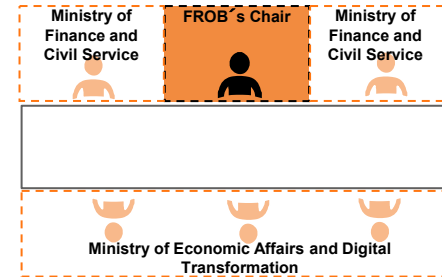 Ministry of
Finance and
Civil Service
FROB´s Chair
Ministry of
Finance and
Civil Service
Ministry of Economic Affairs and Digital
Transformation